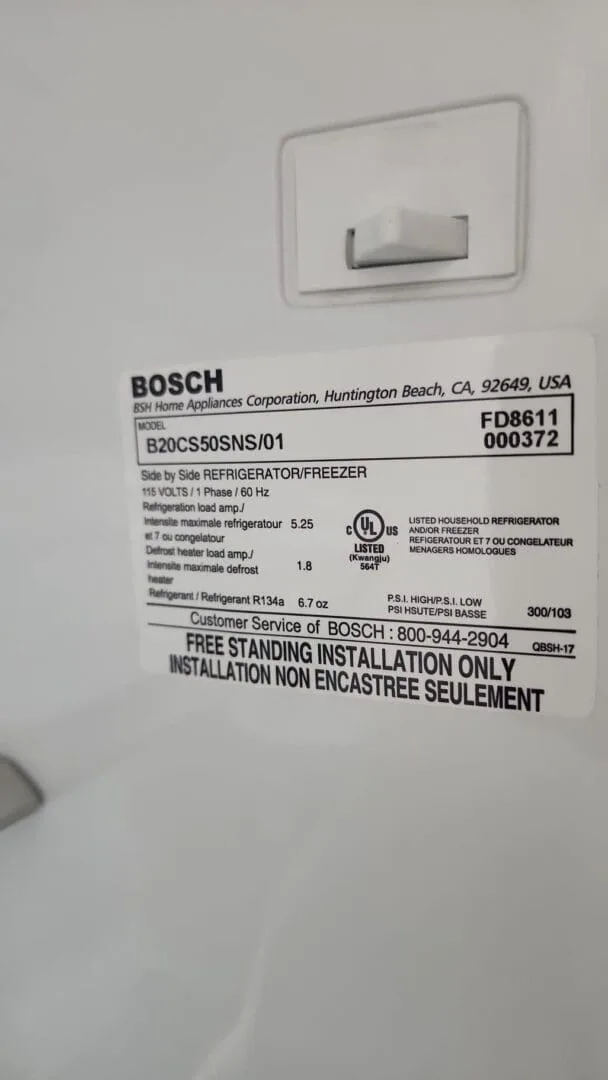 BOSCH
BSH Home Appliances Corporation, Huntington Beach, CA, 92649, USA
MODEL
B20CS50SNS/01
FD8611
000372
Side by Side REFRIGERATOR/FREEZER
115 VOLTS / 1 Phase / 60 Hz
Refrigeration load amp./
Intensite maximale refrigeratour 5.25
et 7 ou congelatour
Defrost heater load amp./
Intensite maximale defrost 1.8
heater
Refrigerant / Refrigerant R134a 6.7 oz
C UL US
LISTED
(Kwangju)
564T
LISTED HOUSEHOLD REFRIGERATOR
AND/OR FREEZER
REFIGERATOUR ET 7 OU CONGELATEUR
MENAGERS HOMOLOGUES
P.S.I. HIGH/P.S.I. LOW
PSI HSUTE/PSI BASSE 300/103
Customer Service of BOSCH : 800-944-2904 QBSH-17
FREE STANDING INSTALLATION ONLY
INSTALLATION NON ENCASTREE SEULEMENT